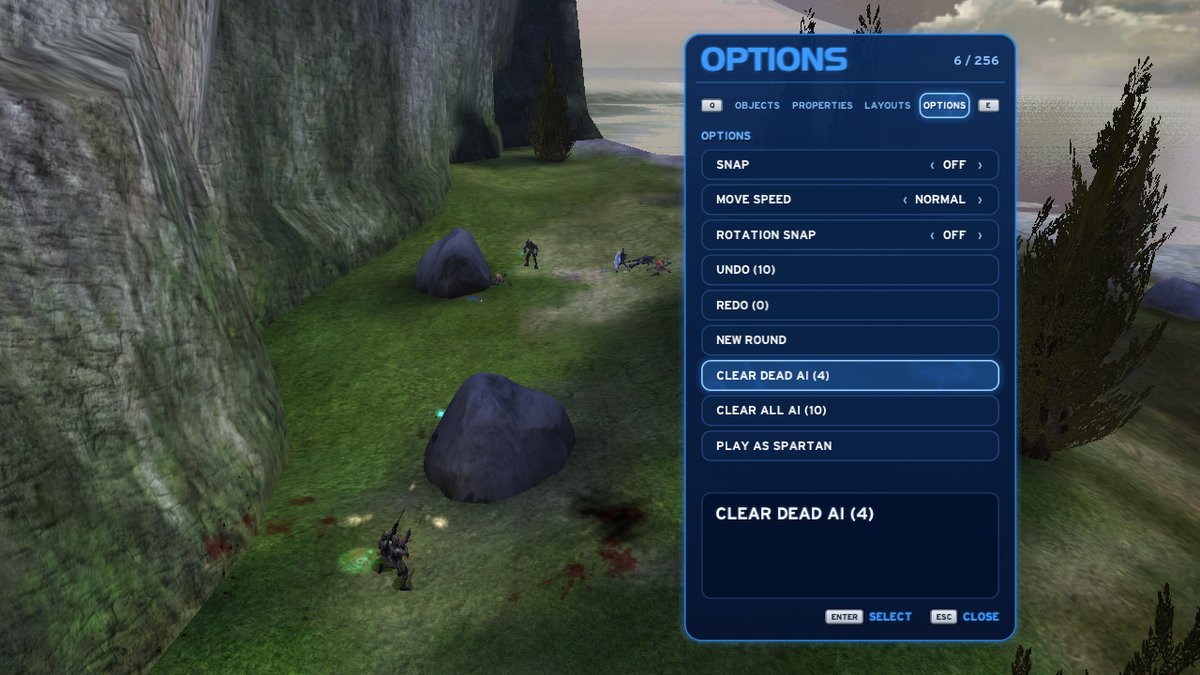 OPTIONS 6 / 256
Q OBJECTS PROPERTIES LAYOUTS OPTIONS E
OPTIONS
SNAP ‹ OFF ›
MOVE SPEED ‹ NORMAL ›
ROTATION SNAP ‹ OFF ›
UNDO (10)
REDO (0)
NEW ROUND
CLEAR DEAD AI (4)
CLEAR ALL AI (10)
PLAY AS SPARTAN
CLEAR DEAD AI (4)
ENTER SELECT ESC CLOSE